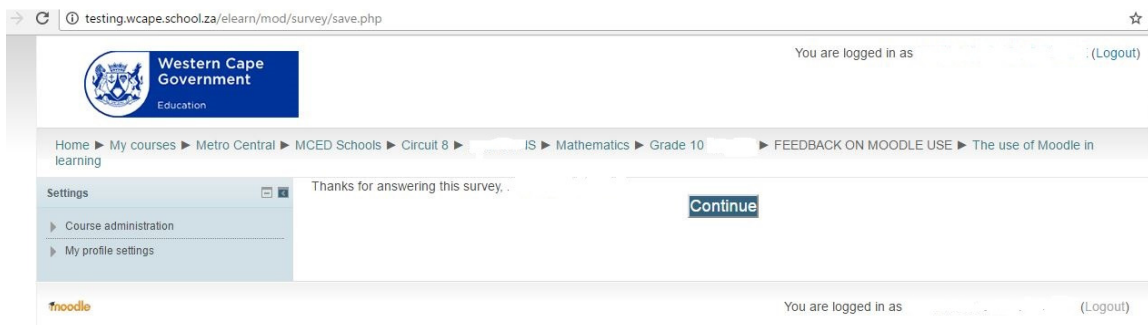 testing.wcape.school.za/elearn/mod/survey/save.php
You are logged in as (Logout)
Western Cape
Government
Education
Home ► My courses ► Metro Central ► MCED Schools ► Circuit 8 ► IS ► Mathematics ► Grade 10 ► FEEDBACK ON MOODLE USE ► The use of Moodle in
learning
Settings
Thanks for answering this survey,
Continue
Course administration
My profile settings
moodle
You are logged in as (Logout)